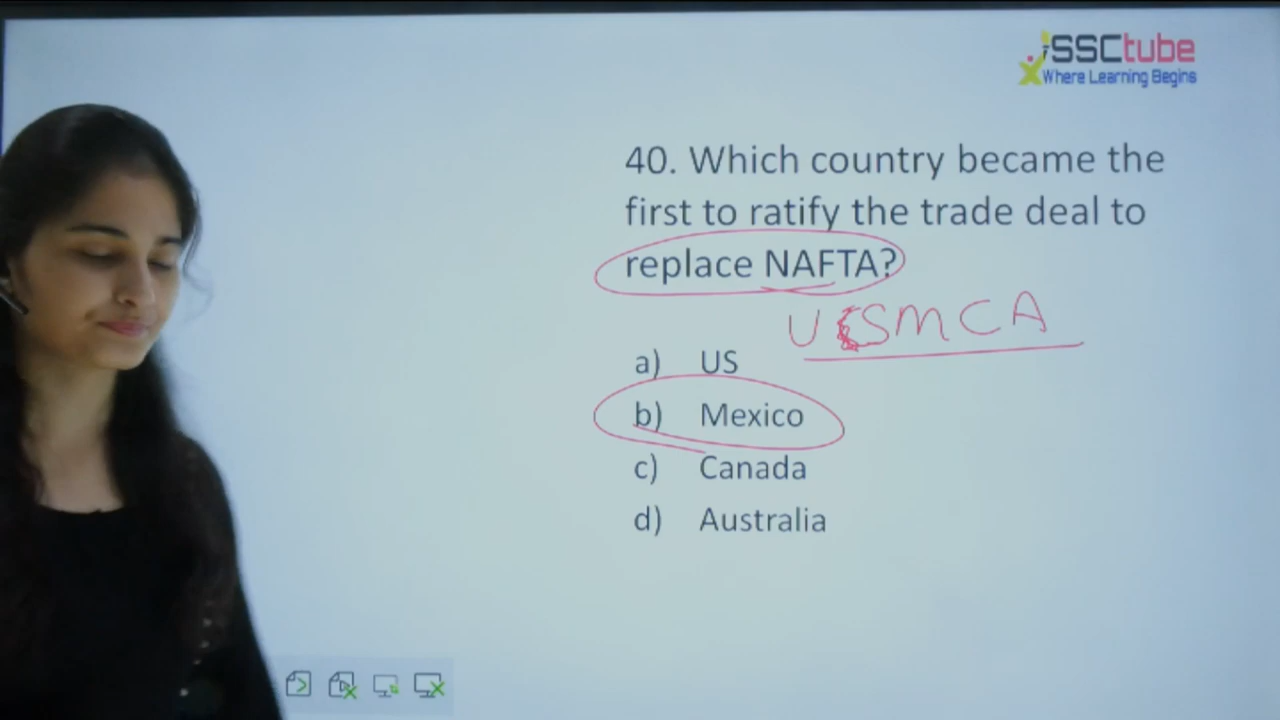 SSCtube
Where Learning Begins
40. Which country became the
first to ratify the trade deal to
replace NAFTA?
USMCA
a) US
b) Mexico
c) Canada
d) Australia